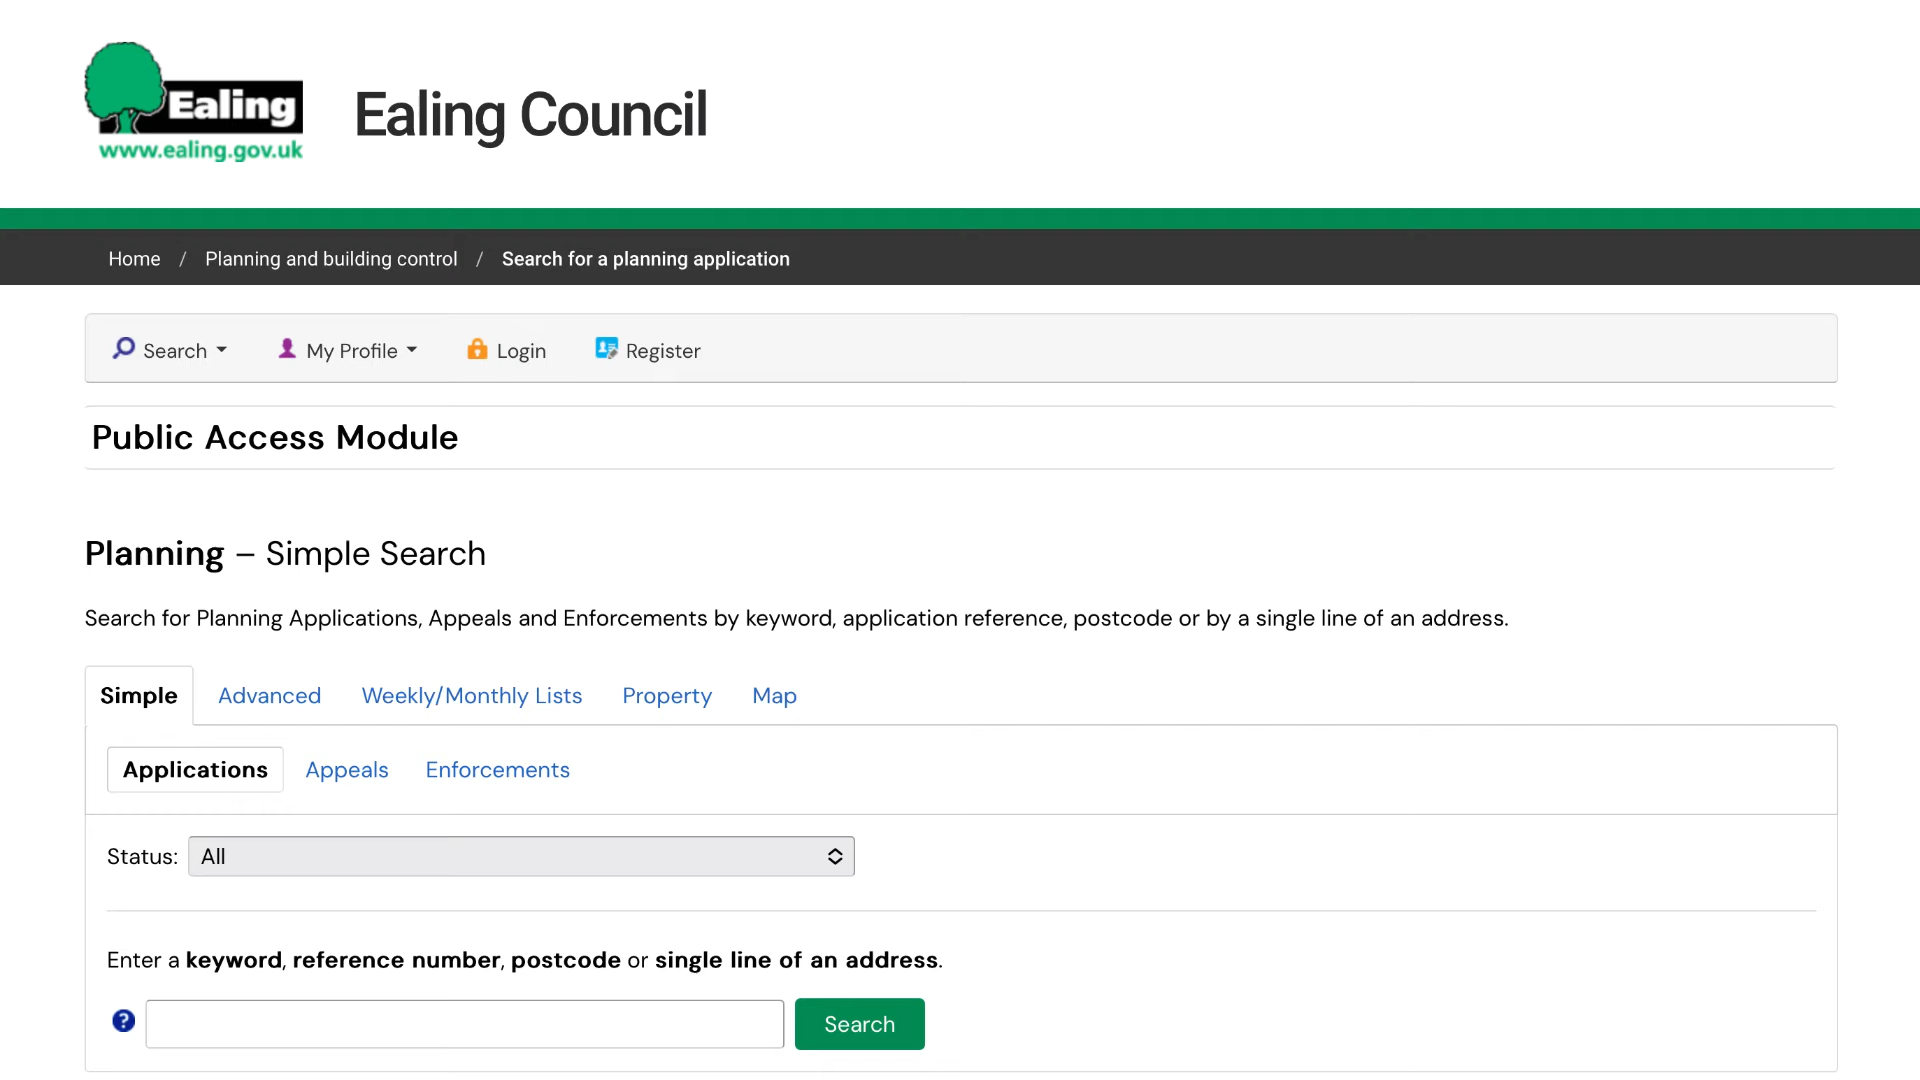 Ealing
www.ealing.gov.uk
Ealing Council
Home / Planning and building control / Search for a planning application
Search My Profile Login Register
Public Access Module
Planning – Simple Search
Search for Planning Applications, Appeals and Enforcements by keyword, application reference, postcode or by a single line of an address.
Simple Advanced Weekly/Monthly Lists Property Map
Applications Appeals Enforcements
Status: All
Enter a keyword, reference number, postcode or single line of an address.
? Search